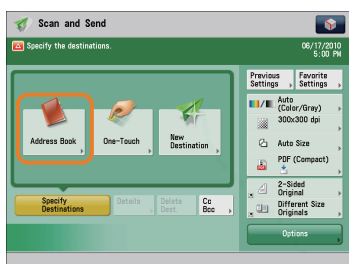 Scan and Send
Specify the destinations.
06/17/2010
5:00 PM
Address Book
One-Touch
New
Destination
Specify
Destinations
Details
Delete
Dest.
Cc
Bcc
Previous
Settings
Favorite
Settings
Auto
(Color/Gray)
300x300 dpi
Auto Size
PDF (Compact)
2-Sided
Original
Different Size
Originals
Options